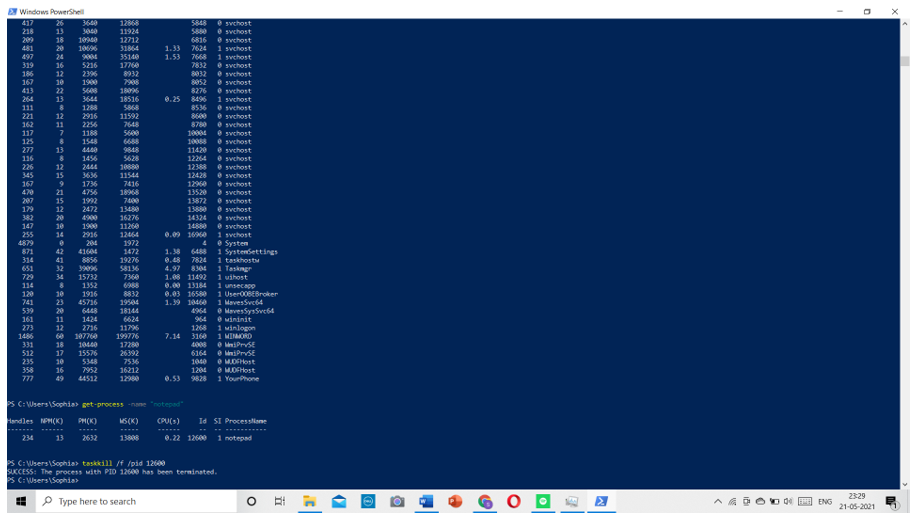 Windows PowerShell
417 26 3640 12868 5848 0 svchost
218 13 3040 11924 5880 0 svchost
209 18 10940 12712 6816 0 svchost
481 20 10696 31864 1.33 7624 1 svchost
497 24 9004 35140 1.53 7668 1 svchost
319 16 5216 17760 7832 0 svchost
186 12 2396 8932 8032 0 svchost
167 10 1900 7908 8052 0 svchost
413 22 5608 18096 8276 0 svchost
264 13 3644 18516 0.25 8496 1 svchost
111 8 1288 5868 8536 0 svchost
221 12 2916 11592 8600 0 svchost
162 11 2256 7648 8780 0 svchost
117 7 1188 5600 10004 0 svchost
125 8 1548 6688 10088 0 svchost
277 13 4440 9848 11420 0 svchost
116 8 1456 5628 12264 0 svchost
226 12 2444 10880 12388 0 svchost
345 15 3636 11544 12428 0 svchost
167 9 1736 7416 12960 0 svchost
470 21 4756 18968 13520 0 svchost
207 15 1992 7400 13872 0 svchost
179 12 2472 13480 13880 0 svchost
382 20 4900 16276 14324 0 svchost
147 10 1900 11260 14880 0 svchost
255 14 2916 12464 0.09 16960 1 svchost
4879 0 204 1972 4 0 System
871 42 41604 1472 1.38 6488 1 SystemSettings
314 41 8856 19276 0.48 7824 1 taskhostw
651 32 39096 58136 4.97 8304 1 Taskmgr
729 34 15732 7360 1.08 11492 1 uihost
114 8 1352 6988 0.00 13184 1 unsecapp
120 10 1916 8832 0.03 16580 1 UserOOBEBroker
741 23 45716 19504 1.39 10460 1 WavesSvc64
539 20 6448 18144 4964 0 WavesSysSvc64
161 11 1424 6624 964 0 wininit
273 12 2716 11796 1268 1 winlogon
1486 60 107760 199776 7.14 3160 1 WINWORD
331 18 10440 17280 4008 0 WmiPrvSE
512 17 15576 26392 6164 0 WmiPrvSE
235 10 5348 7536 1040 0 WUDFHost
358 16 7952 16212 1204 0 WUDFHost
777 49 44512 12980 0.53 9828 1 YourPhone
PS C:\Users\Sophia> get-process -name "notepad"
Handles NPM(K) PM(K) WS(K) CPU(s) Id SI ProcessName
------- ------ ----- ----- ------ -- -- -----------
234 13 2632 13808 0.22 12600 1 notepad
PS C:\Users\Sophia> taskkill /f /pid 12600
SUCCESS: The process with PID 12600 has been terminated.
PS C:\Users\Sophia>
Type here to search
ENG
23:29
21-05-2021